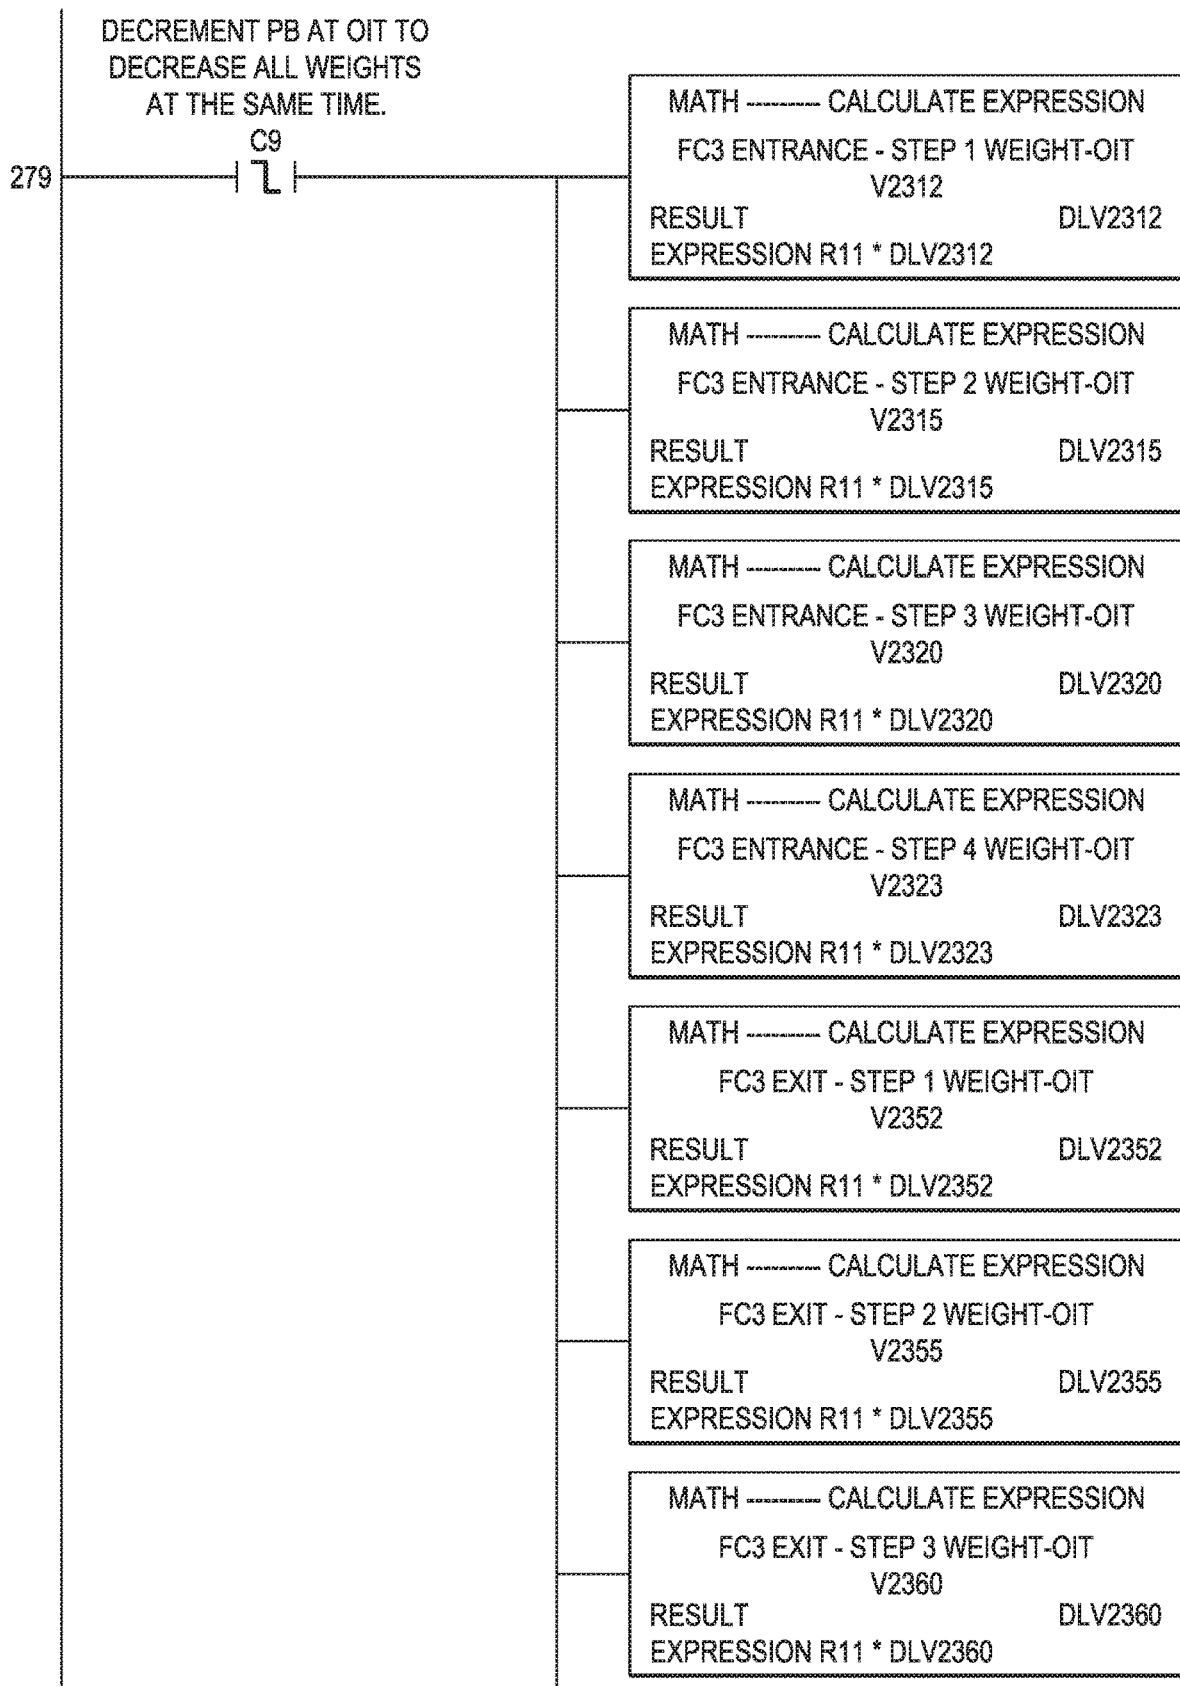 DECREMENT PB AT OIT TO
DECREASE ALL WEIGHTS
AT THE SAME TIME.
C9
279
MATH --------- CALCULATE EXPRESSION
FC3 ENTRANCE - STEP 1 WEIGHT-OIT
V2312
RESULT DLV2312
EXPRESSION R11 * DLV2312
MATH --------- CALCULATE EXPRESSION
FC3 ENTRANCE - STEP 2 WEIGHT-OIT
V2315
RESULT DLV2315
EXPRESSION R11 * DLV2315
MATH --------- CALCULATE EXPRESSION
FC3 ENTRANCE - STEP 3 WEIGHT-OIT
V2320
RESULT DLV2320
EXPRESSION R11 * DLV2320
MATH --------- CALCULATE EXPRESSION
FC3 ENTRANCE - STEP 4 WEIGHT-OIT
V2323
RESULT DLV2323
EXPRESSION R11 * DLV2323
MATH --------- CALCULATE EXPRESSION
FC3 EXIT - STEP 1 WEIGHT-OIT
V2352
RESULT DLV2352
EXPRESSION R11 * DLV2352
MATH --------- CALCULATE EXPRESSION
FC3 EXIT - STEP 2 WEIGHT-OIT
V2355
RESULT DLV2355
EXPRESSION R11 * DLV2355
MATH --------- CALCULATE EXPRESSION
FC3 EXIT - STEP 3 WEIGHT-OIT
V2360
RESULT DLV2360
EXPRESSION R11 * DLV2360